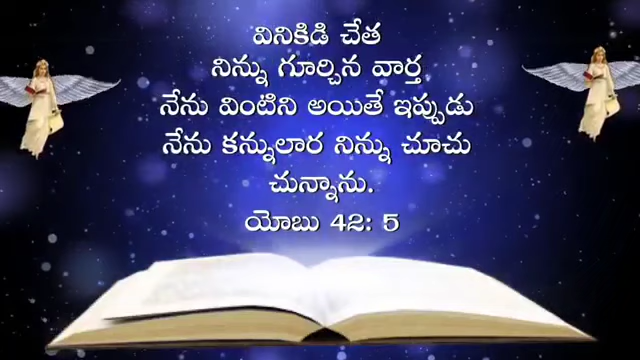 వినికిడి చేత
నిన్ను గూర్చిన వార్త
నేను వింటిని అయితే ఇప్పుడు
నేను కన్నులార నిన్ను చూచు
చున్నాను.
యోబు 42: 5